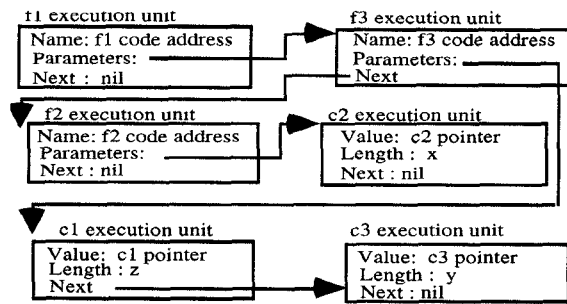 f1 execution unit
Name: f1 code address
Parameters:
Next : nil
f3 execution unit
Name: f3 code address
Parameters:
Next
f2 execution unit
Name: f2 code address
Parameters:
Next : nil
c2 execution unit
Value: c2 pointer
Length : x
Next : nil
c1 execution unit
Value: c1 pointer
Length : z
Next
c3 execution unit
Value: c3 pointer
Length : y
Next : nil